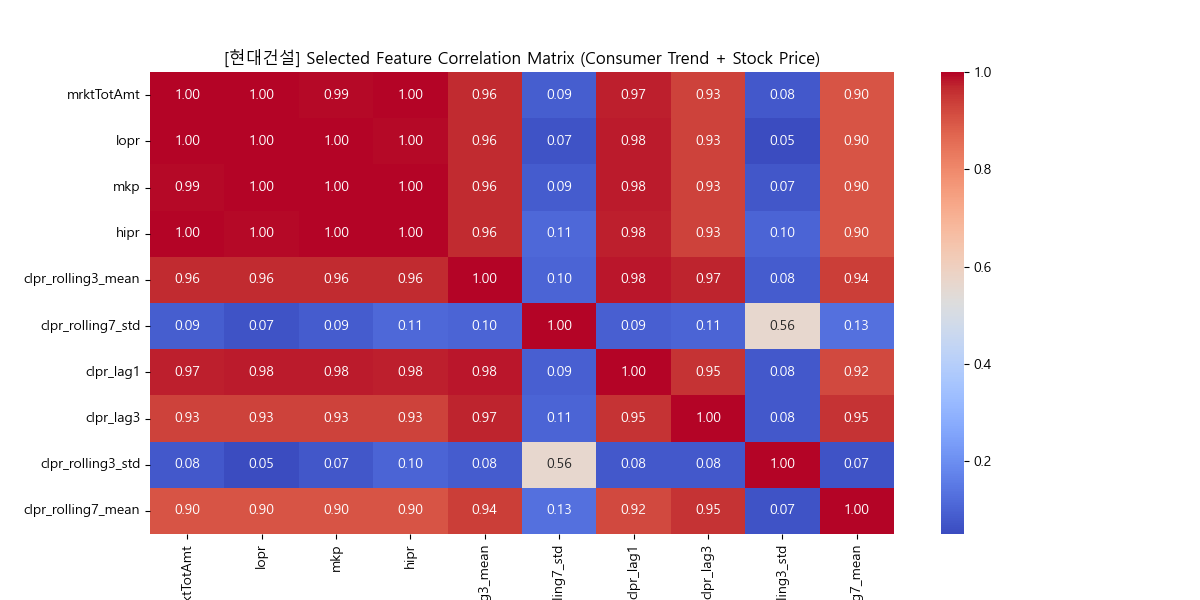 [현대건설] Selected Feature Correlation Matrix (Consumer Trend + Stock Price)
mrktTotAmt 1.00 1.00 0.99 1.00 0.96 0.09 0.97 0.93 0.08 0.90
lopr 1.00 1.00 1.00 1.00 0.96 0.07 0.98 0.93 0.05 0.90
mkp 0.99 1.00 1.00 1.00 0.96 0.09 0.98 0.93 0.07 0.90
hipr 1.00 1.00 1.00 1.00 0.96 0.11 0.98 0.93 0.10 0.90
clpr_rolling3_mean 0.96 0.96 0.96 0.96 1.00 0.10 0.98 0.97 0.08 0.94
clpr_rolling7_std 0.09 0.07 0.09 0.11 0.10 1.00 0.09 0.11 0.56 0.13
clpr_lag1 0.97 0.98 0.98 0.98 0.98 0.09 1.00 0.95 0.08 0.92
clpr_lag3 0.93 0.93 0.93 0.93 0.97 0.11 0.95 1.00 0.08 0.95
clpr_rolling3_std 0.08 0.05 0.07 0.10 0.08 0.56 0.08 0.08 1.00 0.07
clpr_rolling7_mean 0.90 0.90 0.90 0.90 0.94 0.13 0.92 0.95 0.07 1.00
ktTotAmt
lopr
mkp
hipr
g3_mean
ling7_std
clpr_lag1
clpr_lag3
ling3_std
g7_mean
1.0
0.8
0.6
0.4
0.2